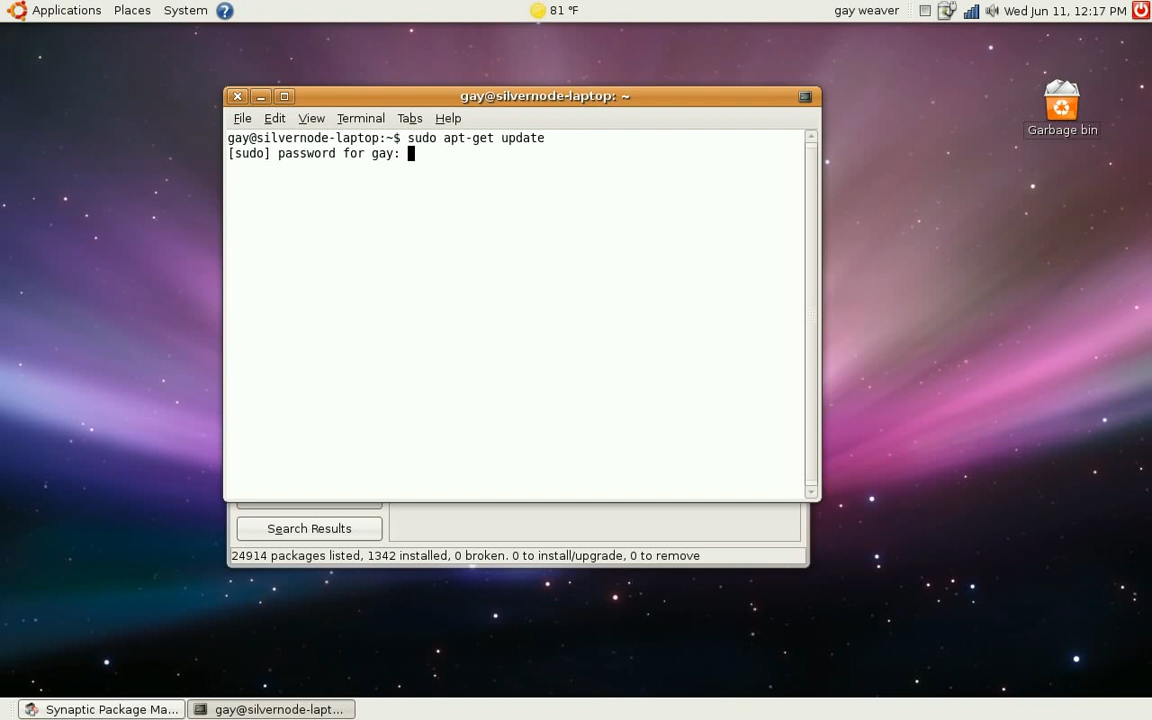 Applications Places System ?
81 °F
gay weaver
Wed Jun 11, 12:17 PM
Garbage bin
gay@silvernode-laptop: ~
File Edit View Terminal Tabs Help
gay@silvernode-laptop:~$ sudo apt-get update
[sudo] password for gay:
Search Results
24914 packages listed, 1342 installed, 0 broken. 0 to install/upgrade, 0 to remove
Synaptic Package Ma...
gay@silvernode-lapt...